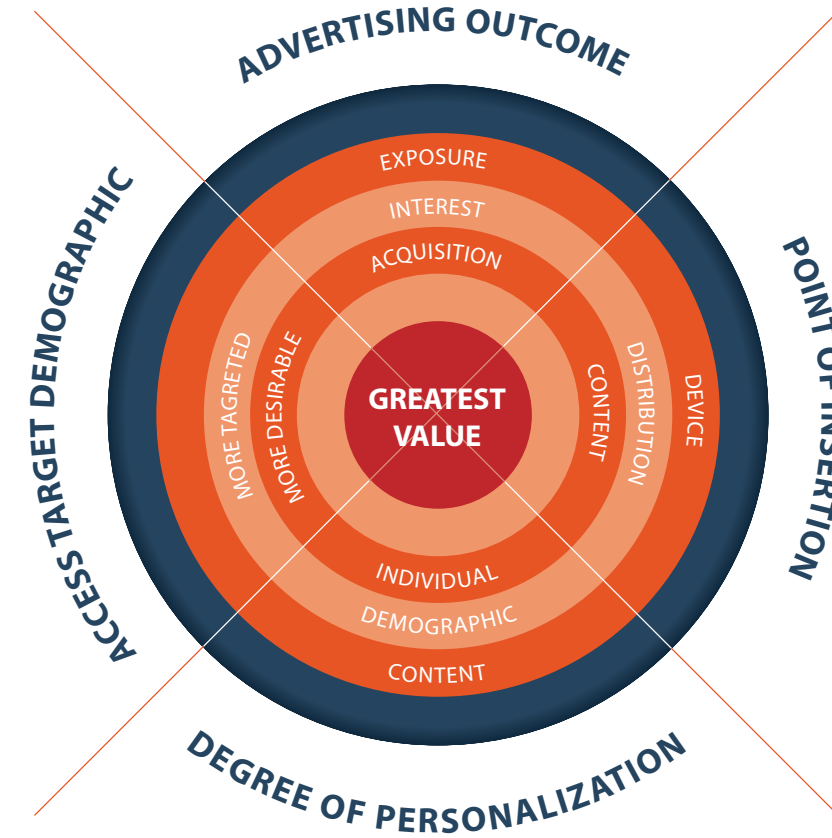 ADVERTISING OUTCOME
EXPOSURE
INTEREST
ACQUISITION
ACCESS TARGET DEMOGRAPHIC
MORE TAGRETED
MORE DESIRABLE
GREATEST
VALUE
CONTENT
DISTRIBUTION
DEVICE
POINT OF INSERTION
INDIVIDUAL
DEMOGRAPHIC
CONTENT
DEGREE OF PERSONALIZATION